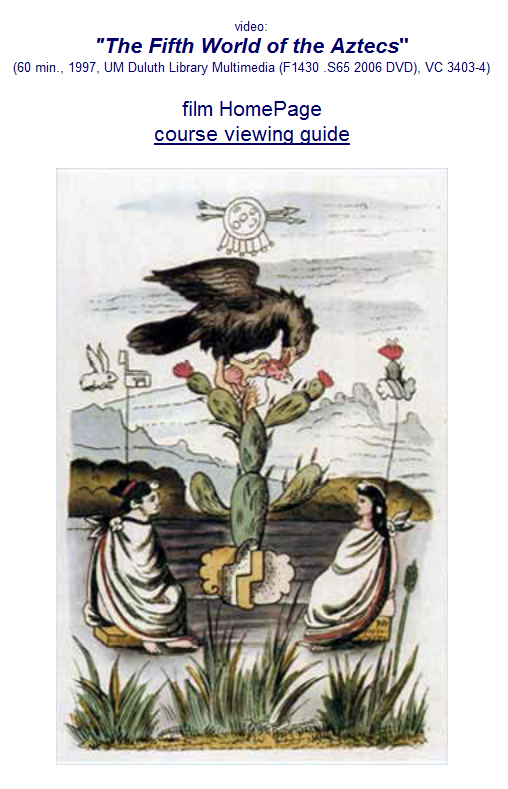 video:
"The Fifth World of the Aztecs"
(60 min., 1997, UM Duluth Library Multimedia (F1430 .S65 2006 DVD), VC 3403-4)
film HomePage
course viewing guide